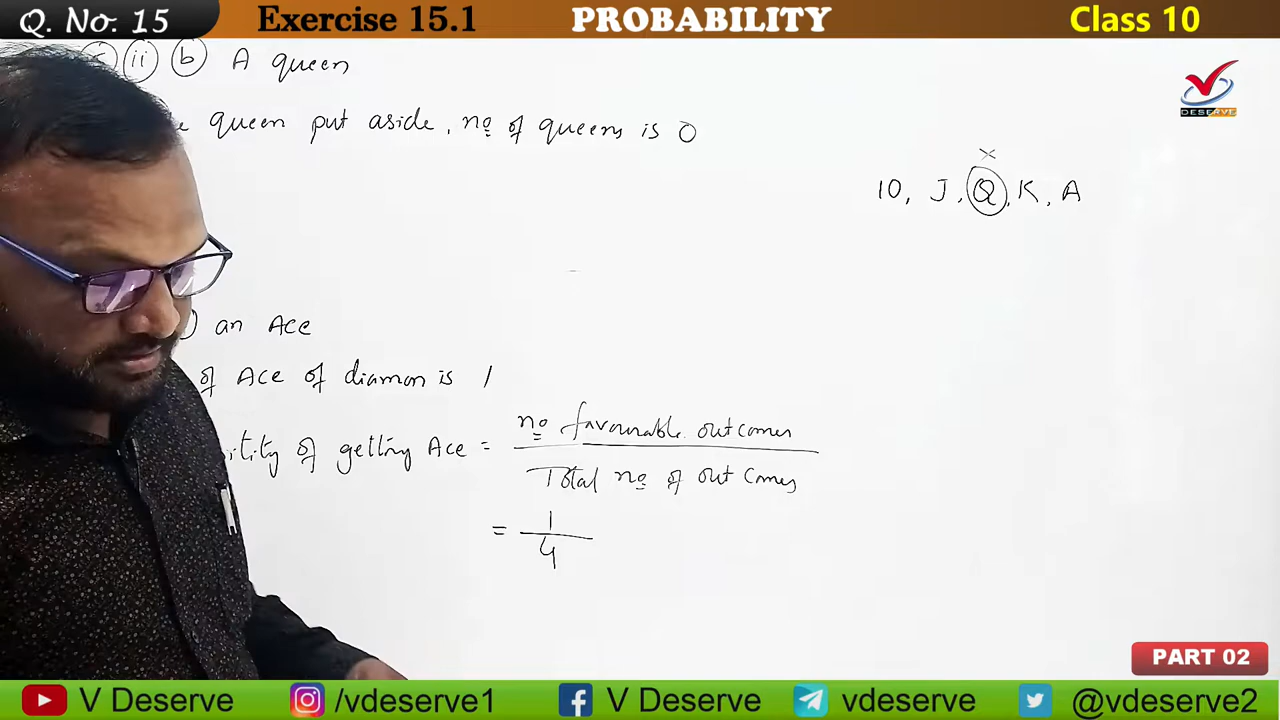 Q. No. 15
Exercise 15.1
PROBABILITY
Class 10
ii b A queen
queen put aside, no of queens is 0
DESERVE
×
10, J, Q, K, A
) an Ace
of Ace of diamon is 1
of getting Ace = no favourable outcomes
Total no of outcomes
= 1
4
PART 02
V Deserve
/vdeserve1
V Deserve
vdeserve
@vdeserve2